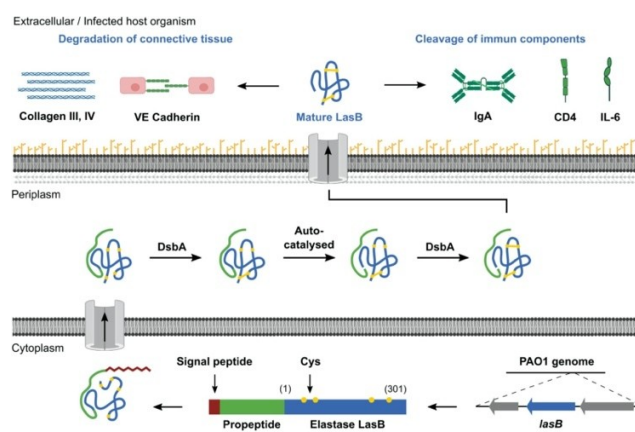 Extracellular / Infected host organism
Degradation of connective tissue
Cleavage of immun components
Collagen III, IV
VE Cadherin
Mature LasB
IgA
CD4
IL-6
Periplasm
DsbA
Auto-
catalysed
DsbA
Cytoplasm
Signal peptide
Cys
PAO1 genome
(1)
(301)
Propeptide
Elastase LasB
lasB